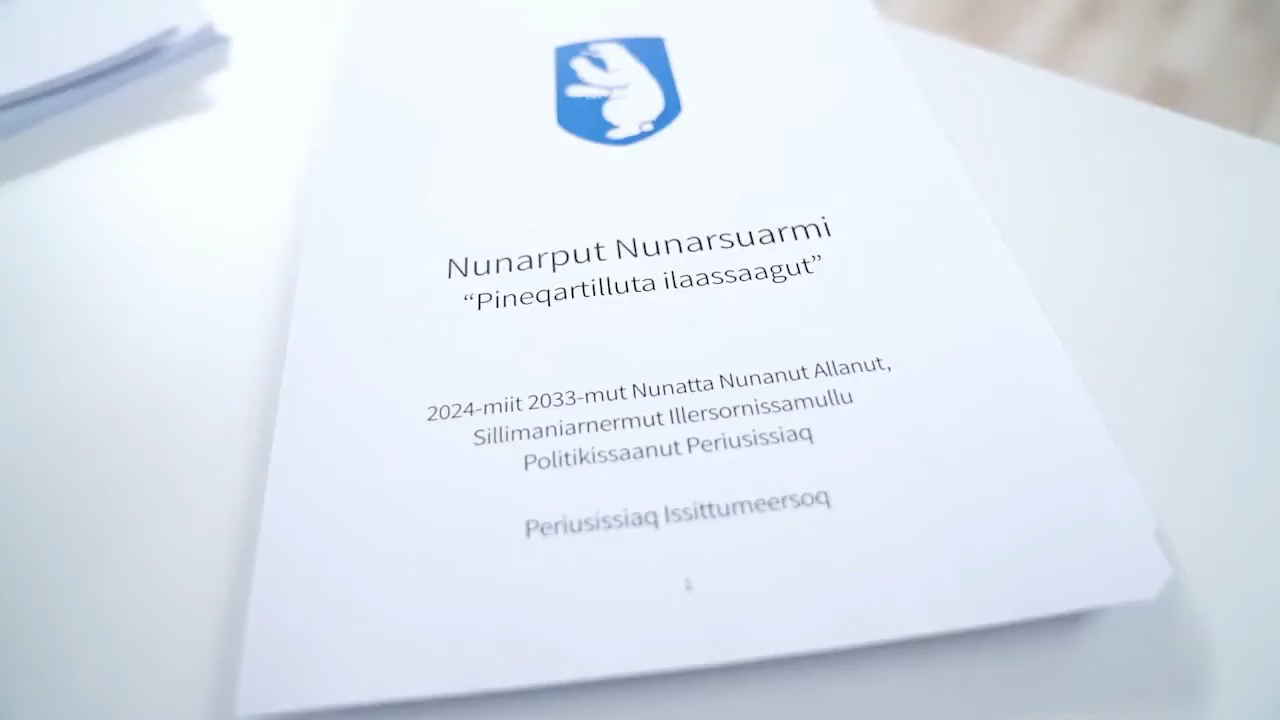 Nunarput Nunarsuarmi
“Pineqartilluta ilaassaagut”
2024-miit 2033-mut Nunatta Nunanut Allanut,
Sillimaniarnermut Illersornissamullu
Politikissaanut Periusissiaq
Periusissiaq Issittumeersoq